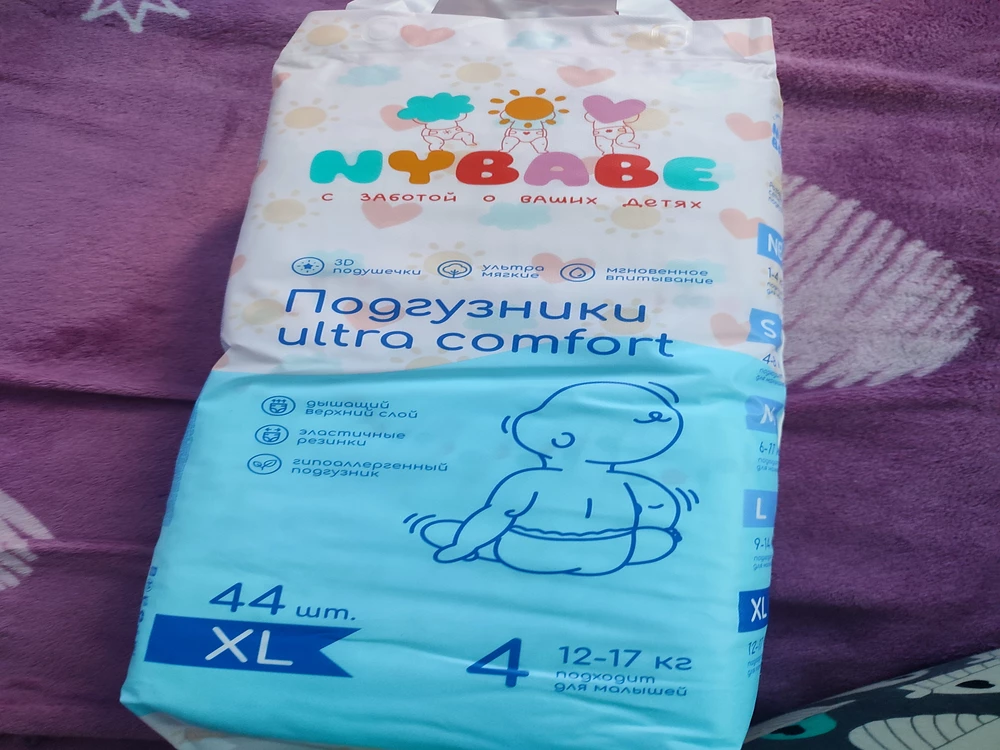 NYBABE
с заботой о ваших детях
3D подушечки
ультра мягкие
мгновенное впитывание
Подгузники
ultra comfort
дышащий
верхний слой
эластичные
резинки
гипоаллергенный
подгузник
44 шт.
XL
4
12-17 кг
подходит
для малышей
S
M
L
XL